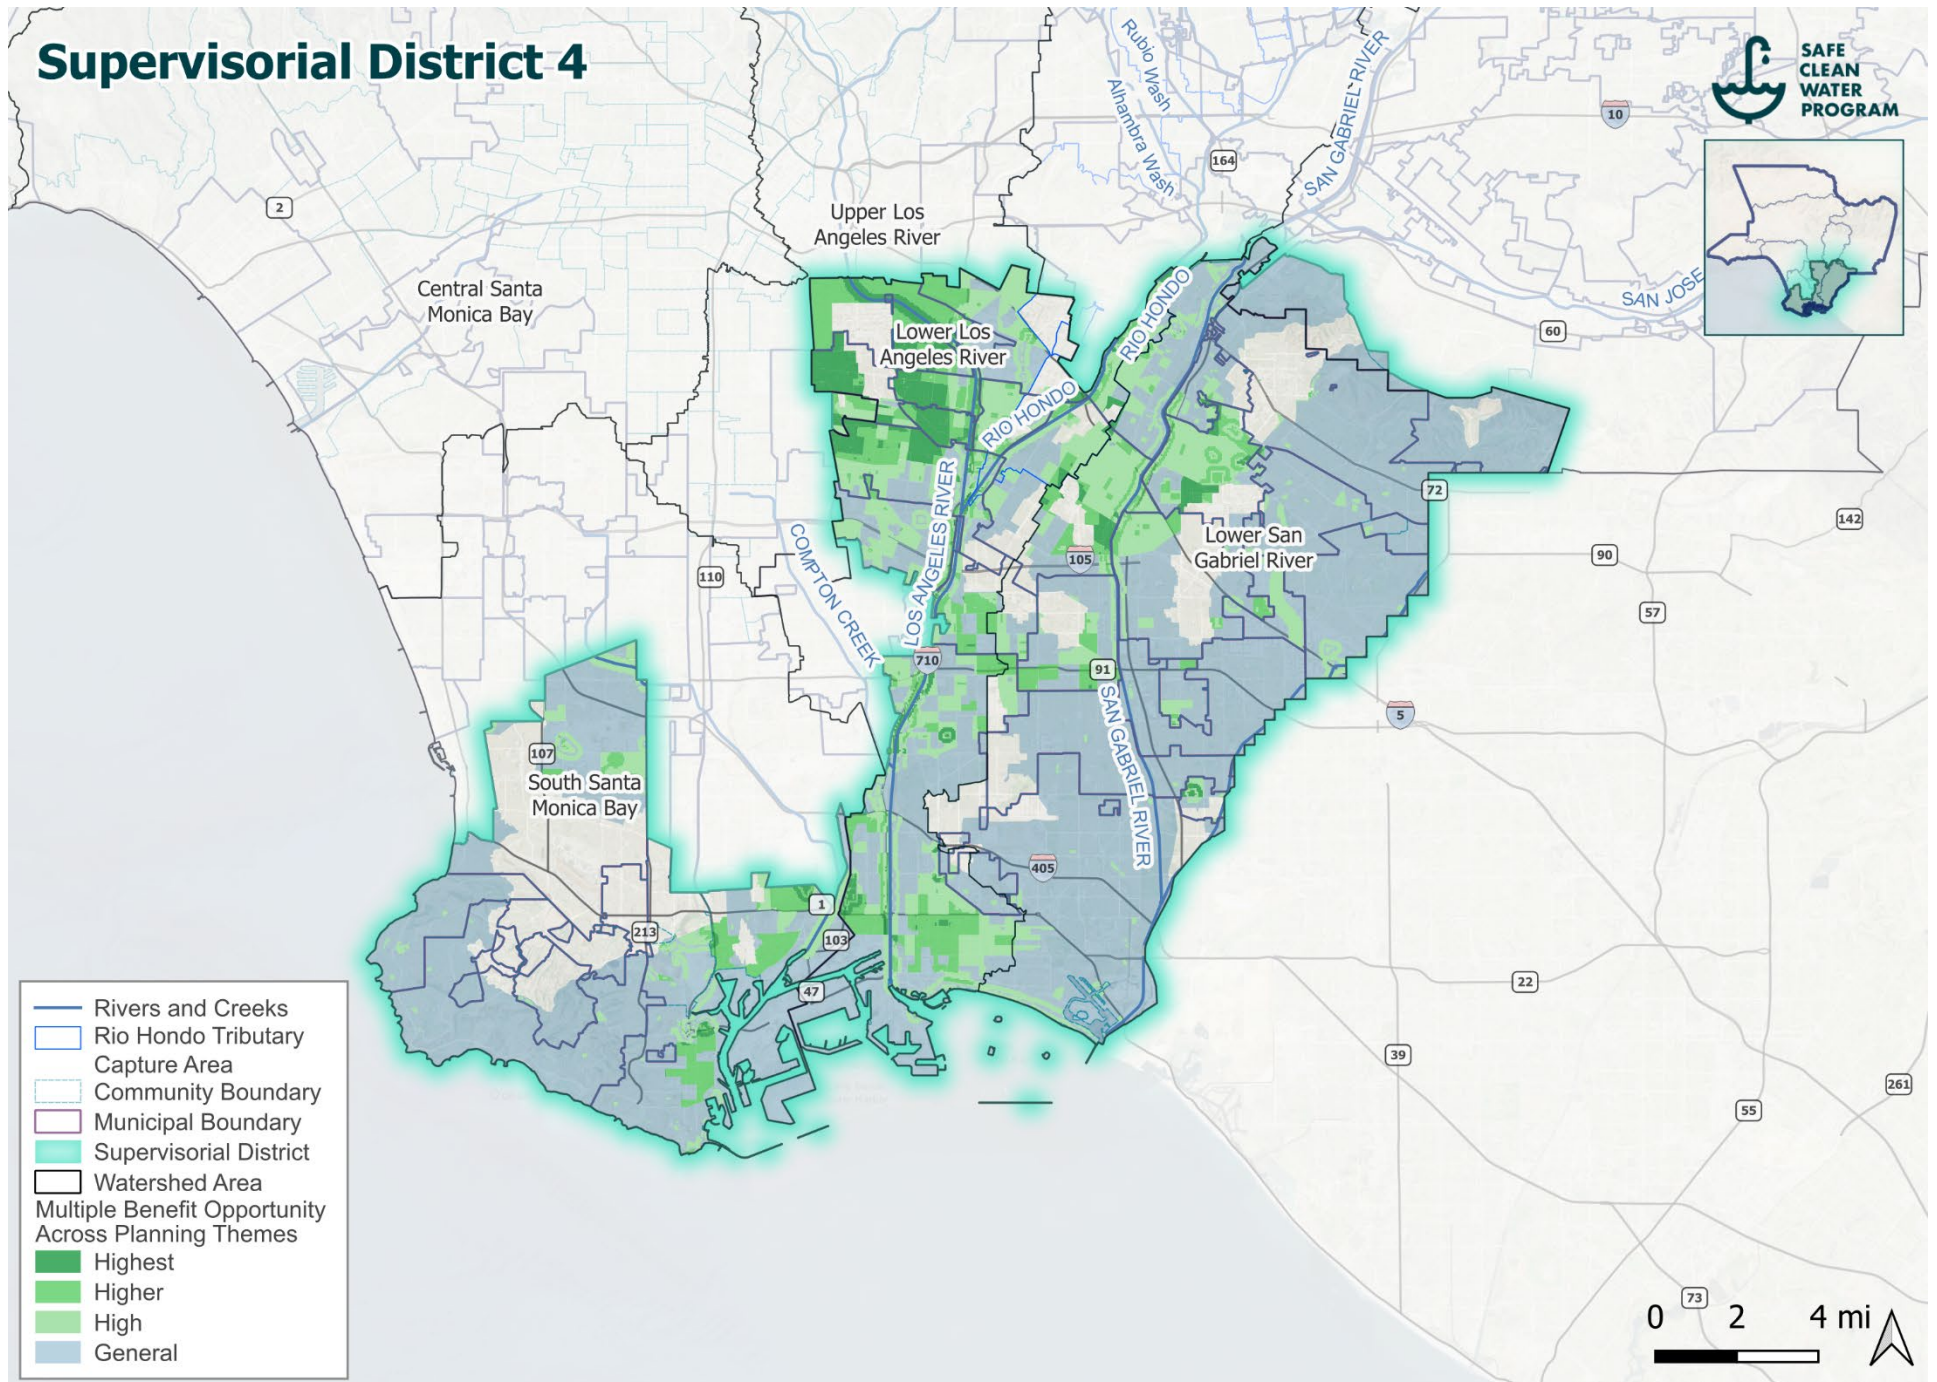 Supervisorial District 4
SAFE
CLEAN
WATER
PROGRAM
Rubio Wash
Alhambra Wash
SAN GABRIEL RIVER
10
164
2
Upper Los
Angeles River
Central Santa
Monica Bay
RIO HONDO
SAN JOSE
60
Lower Los
Angeles River
RIO HONDO
LOS ANGELES RIVER
72
142
COMPTON CREEK
Lower San
Gabriel River
105
90
110
57
710
91
SAN GABRIEL RIVER
5
107
South Santa
Monica Bay
405
1
213
103
47
22
39
261
55
73
Rivers and Creeks
Rio Hondo Tributary
Capture Area
Community Boundary
Municipal Boundary
Supervisorial District
Watershed Area
Multiple Benefit Opportunity
Across Planning Themes
Highest
Higher
High
General
0 2 4 mi